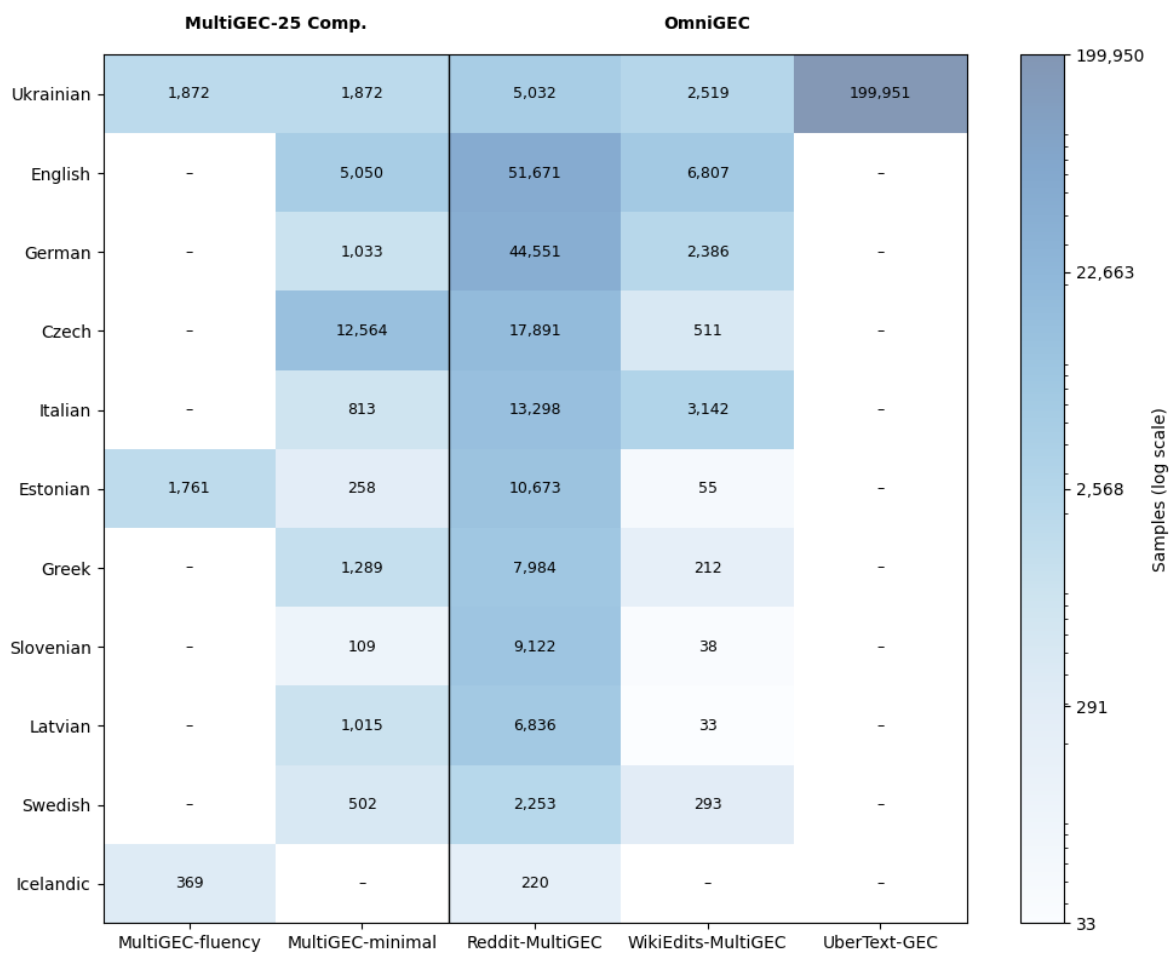 MultiGEC-25 Comp. OmniGEC
Ukrainian 1,872 1,872 5,032 2,519 199,951
English – 5,050 51,671 6,807 –
German – 1,033 44,551 2,386 –
Czech – 12,564 17,891 511 –
Italian – 813 13,298 3,142 –
Estonian 1,761 258 10,673 55 –
Greek – 1,289 7,984 212 –
Slovenian – 109 9,122 38 –
Latvian – 1,015 6,836 33 –
Swedish – 502 2,253 293 –
Icelandic 369 – 220 – –
MultiGEC-fluency MultiGEC-minimal Reddit-MultiGEC WikiEdits-MultiGEC UberText-GEC
199,950
22,663
2,568
291
33
Samples (log scale)